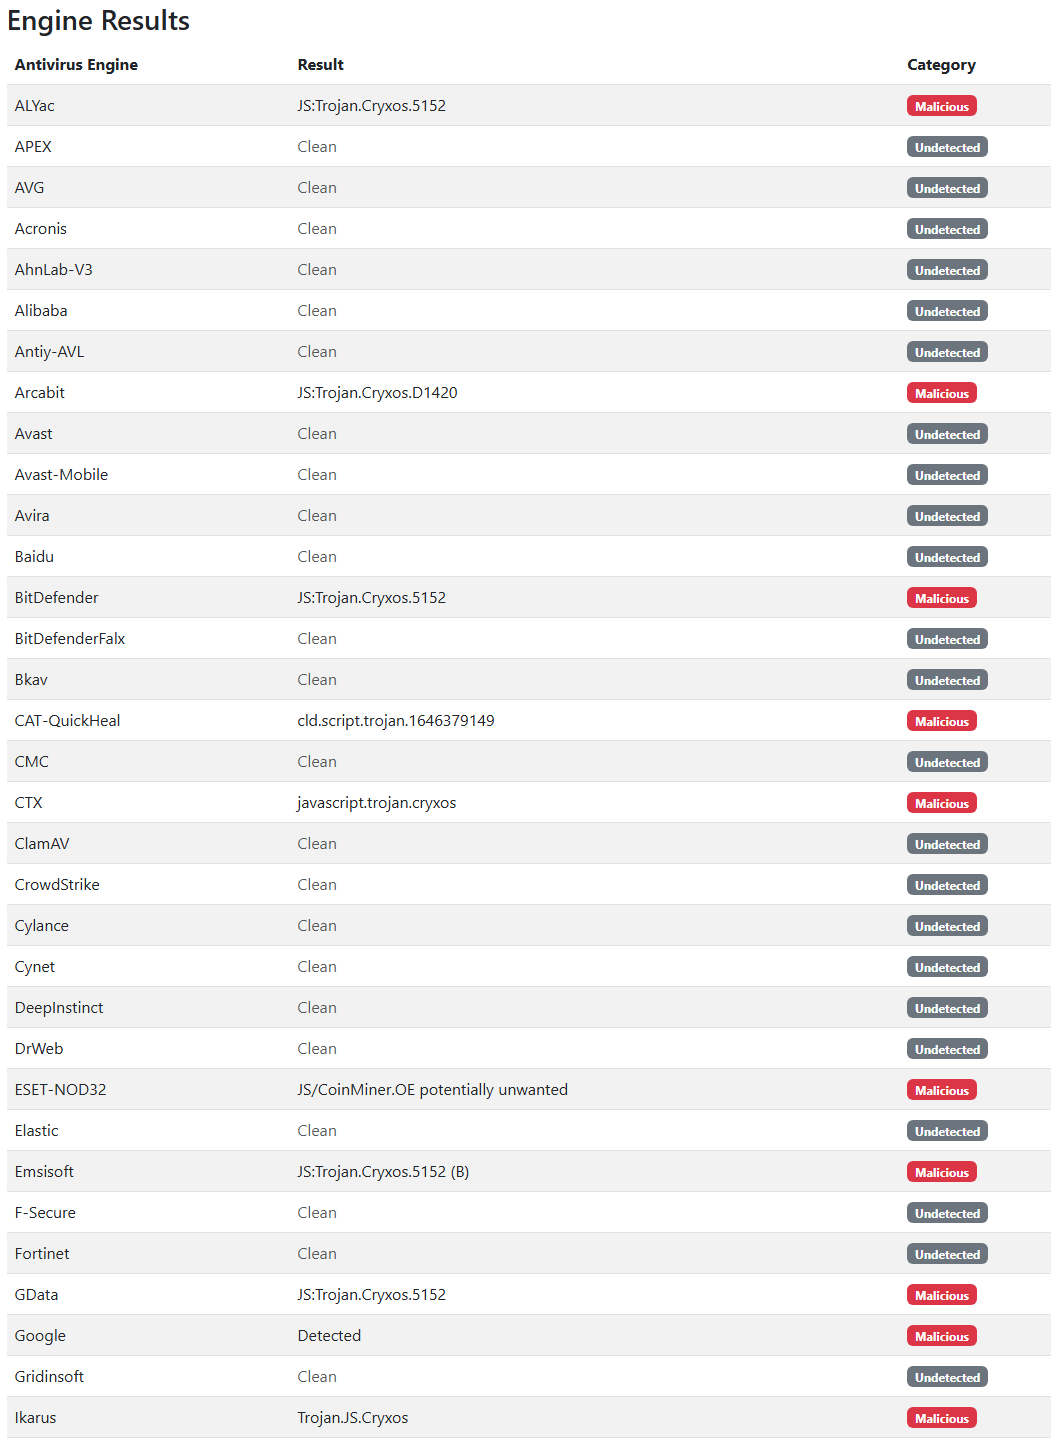 Engine Results
Antivirus Engine Result Category
ALYac JS:Trojan.Cryxos.5152 Malicious
APEX Clean Undetected
AVG Clean Undetected
Acronis Clean Undetected
AhnLab-V3 Clean Undetected
Alibaba Clean Undetected
Antiy-AVL Clean Undetected
Arcabit JS:Trojan.Cryxos.D1420 Malicious
Avast Clean Undetected
Avast-Mobile Clean Undetected
Avira Clean Undetected
Baidu Clean Undetected
BitDefender JS:Trojan.Cryxos.5152 Malicious
BitDefenderFalx Clean Undetected
Bkav Clean Undetected
CAT-QuickHeal cld.script.trojan.1646379149 Malicious
CMC Clean Undetected
CTX javascript.trojan.cryxos Malicious
ClamAV Clean Undetected
CrowdStrike Clean Undetected
Cylance Clean Undetected
Cynet Clean Undetected
DeepInstinct Clean Undetected
DrWeb Clean Undetected
ESET-NOD32 JS/CoinMiner.OE potentially unwanted Malicious
Elastic Clean Undetected
Emsisoft JS:Trojan.Cryxos.5152 (B) Malicious
F-Secure Clean Undetected
Fortinet Clean Undetected
GData JS:Trojan.Cryxos.5152 Malicious
Google Detected Malicious
Gridinsoft Clean Undetected
Ikarus Trojan.JS.Cryxos Malicious